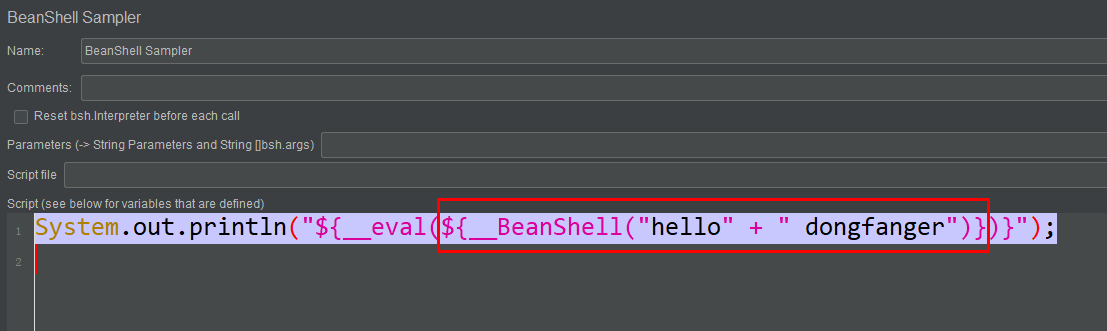 BeanShell Sampler
Name: BeanShell Sampler
Comments:
Reset bsh.Interpreter before each call
Parameters (-> String Parameters and String []bsh.args)
Script file
Script (see below for variables that are defined)
1 System.out.println("${__eval(${__BeanShell("hello" + " dongfanger")})}");
2